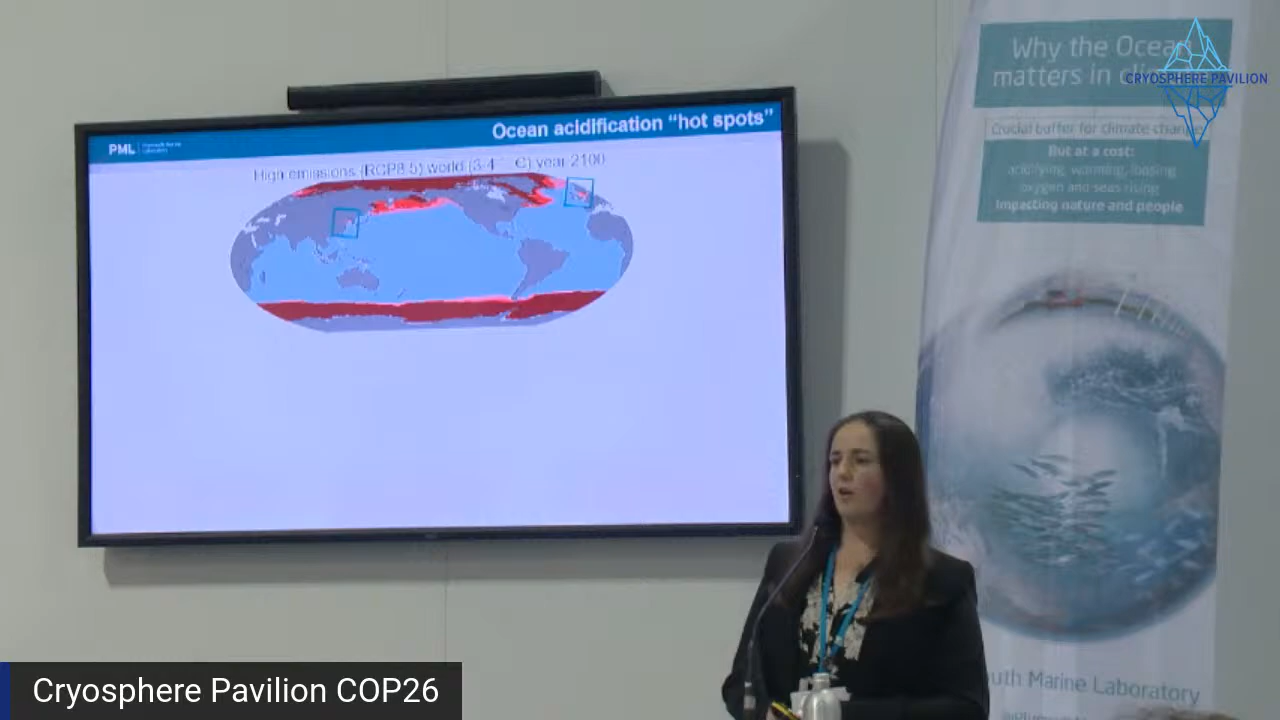 Ocean acidification "hot spots"
PML
High emissions (RCP8.5) world (3-4 C) year 2100
Why the Ocean
matters in
CRYOSPHERE PAVILION
Crucial buffer for climate change
But at a cost:
acidifying, warming, loosing
oxygen and seas rising
Impacting nature and people
uth Marine Laboratory
Cryosphere Pavilion COP26